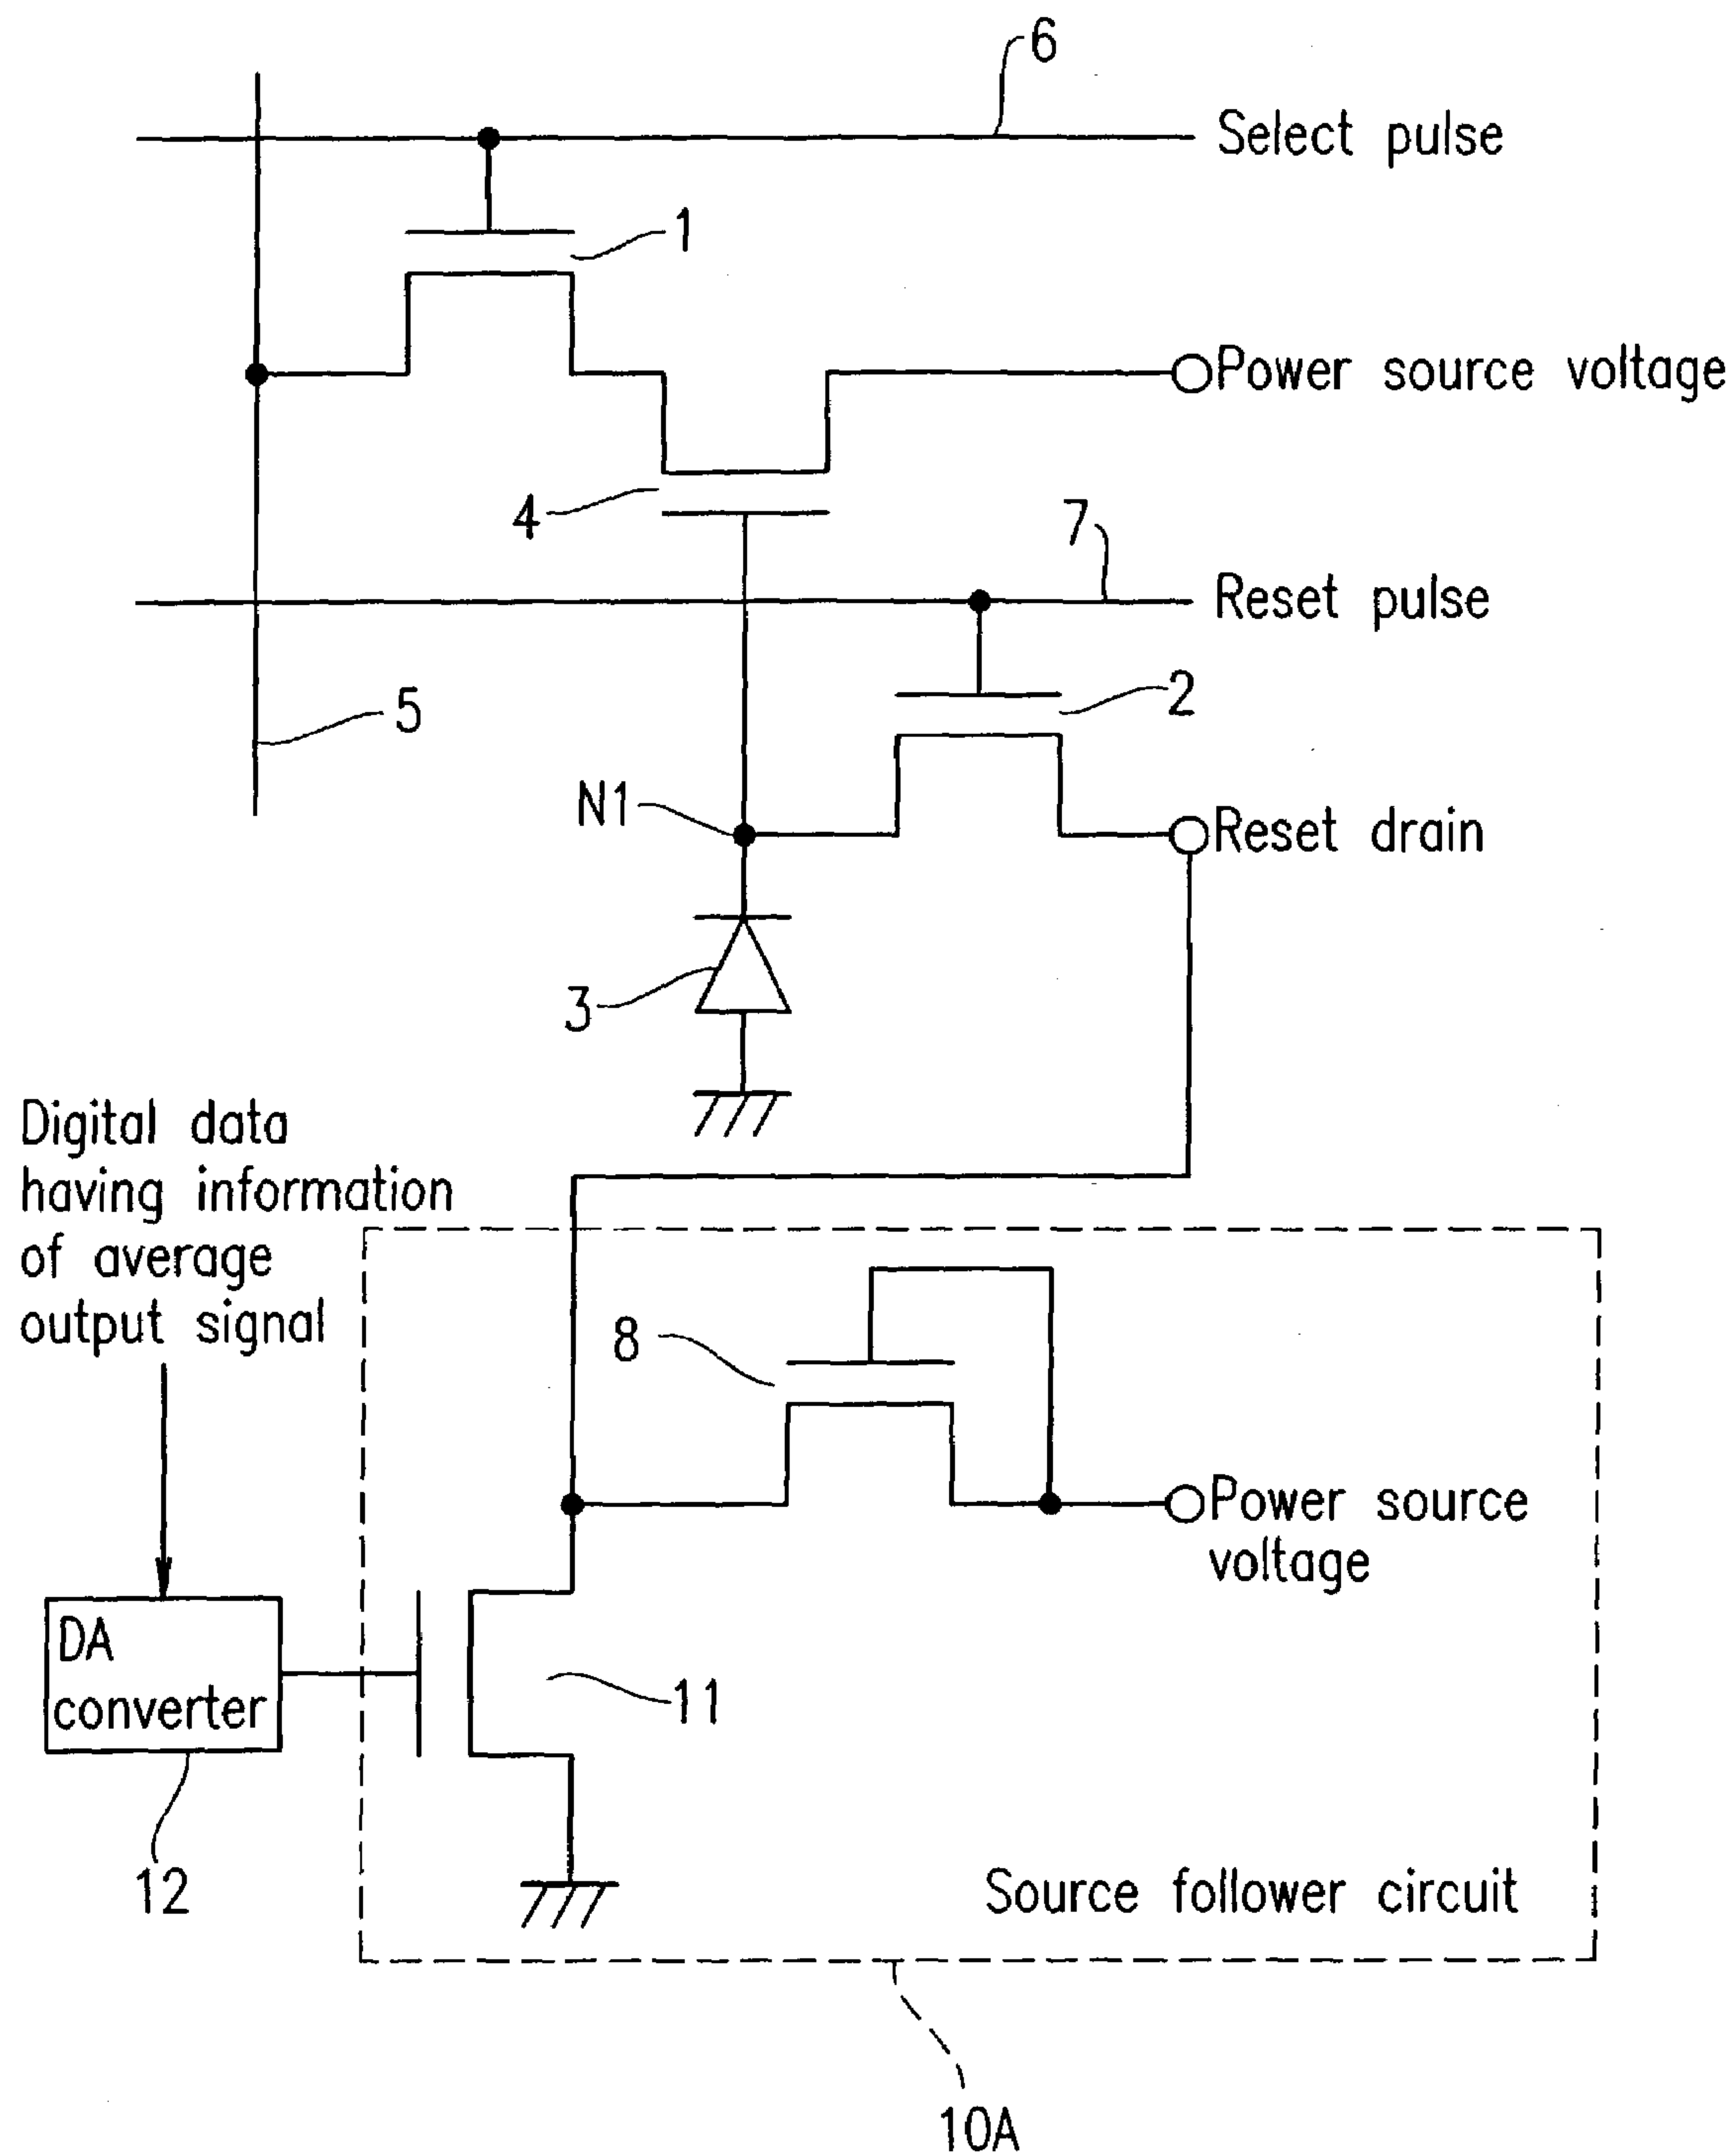 6
Select pulse
1
Power source voltage
4
7
Reset pulse
2
5
N1
Reset drain
3
Digital data
having information
of average
output signal
8
Power source
voltage
DA
converter
11
12
Source follower circuit
10A